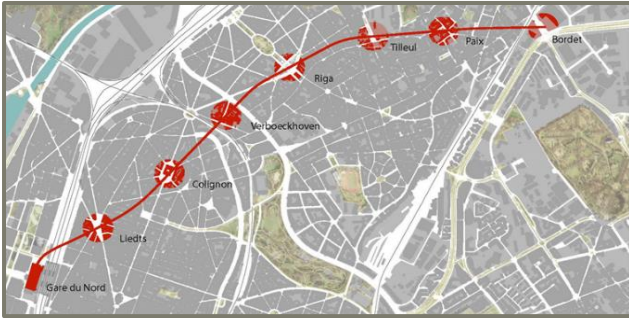 Bordet
Paix
Tilleul
Riga
Verboeckhoven
Colignon
Liedts
Gare du Nord